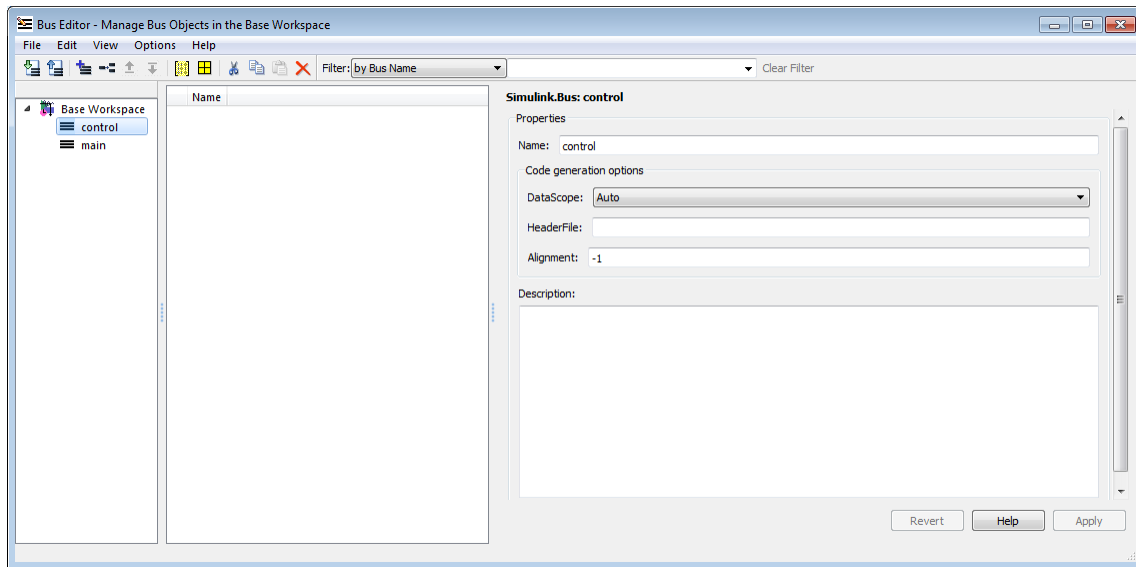 Bus Editor - Manage Bus Objects in the Base Workspace
File Edit View Options Help
Filter: by Bus Name Clear Filter
Base Workspace
control
main
Name
Simulink.Bus: control
Properties
Name: control
Code generation options
DataScope: Auto
HeaderFile:
Alignment: -1
Description:
Revert Help Apply